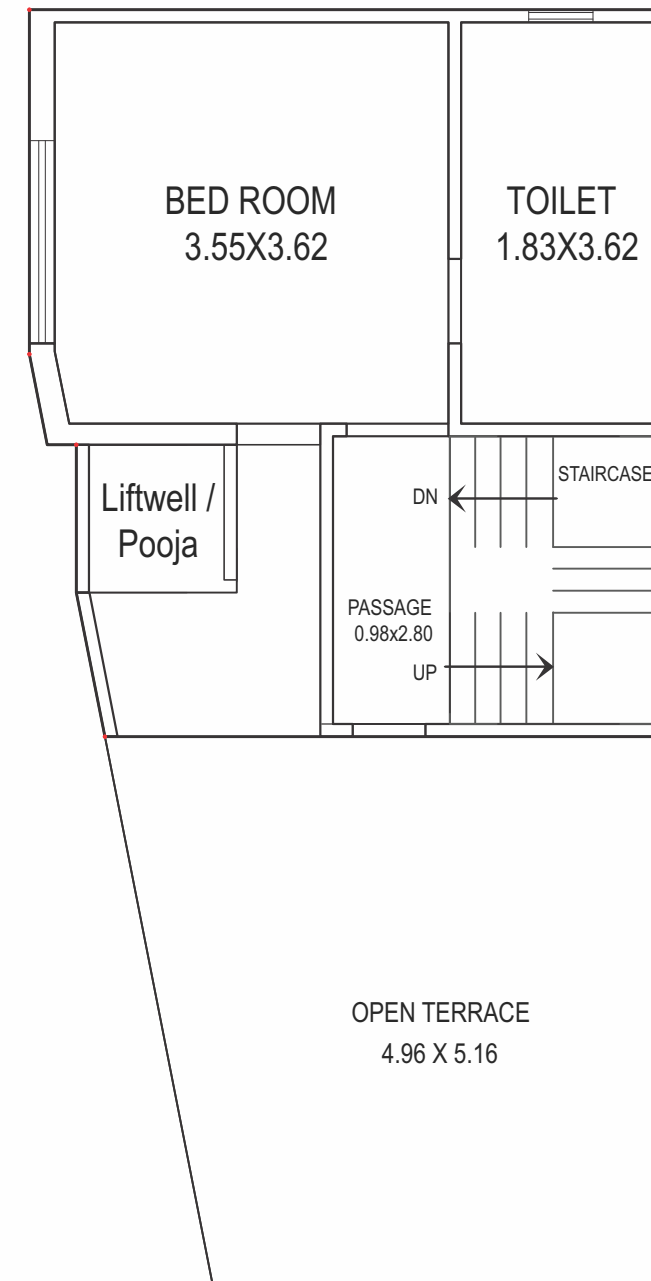 BED ROOM
3.55X3.62
TOILET
1.83X3.62
Liftwell /
Pooja
STAIRCASE
DN
PASSAGE
0.98x2.80
UP
OPEN TERRACE
4.96 X 5.16